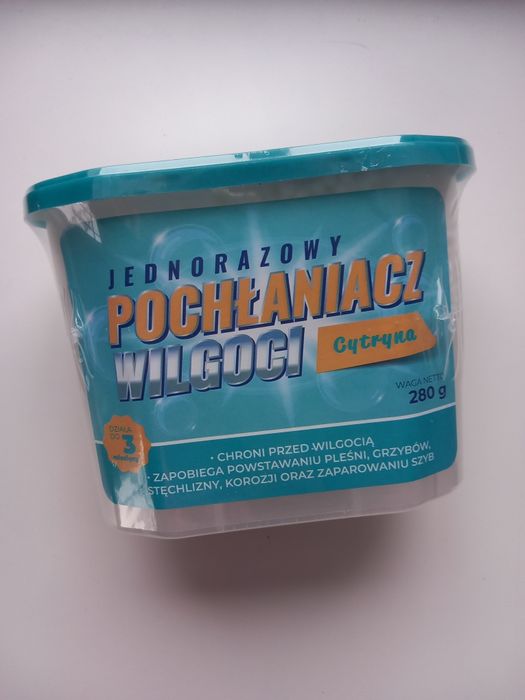 JEDNORAZOWY
POCHŁANIACZ
WILGOCI
Cytryna
WAGA NETTO
280 g
DZIAŁA
DO 3
miesięcy
• CHRONI PRZED WILGOCIĄ
• ZAPOBIEGA POWSTAWANIU PLEŚNI, GRZYBÓW,
STĘCHLIZNY, KOROZJI ORAZ ZAPAROWANIU SZYB